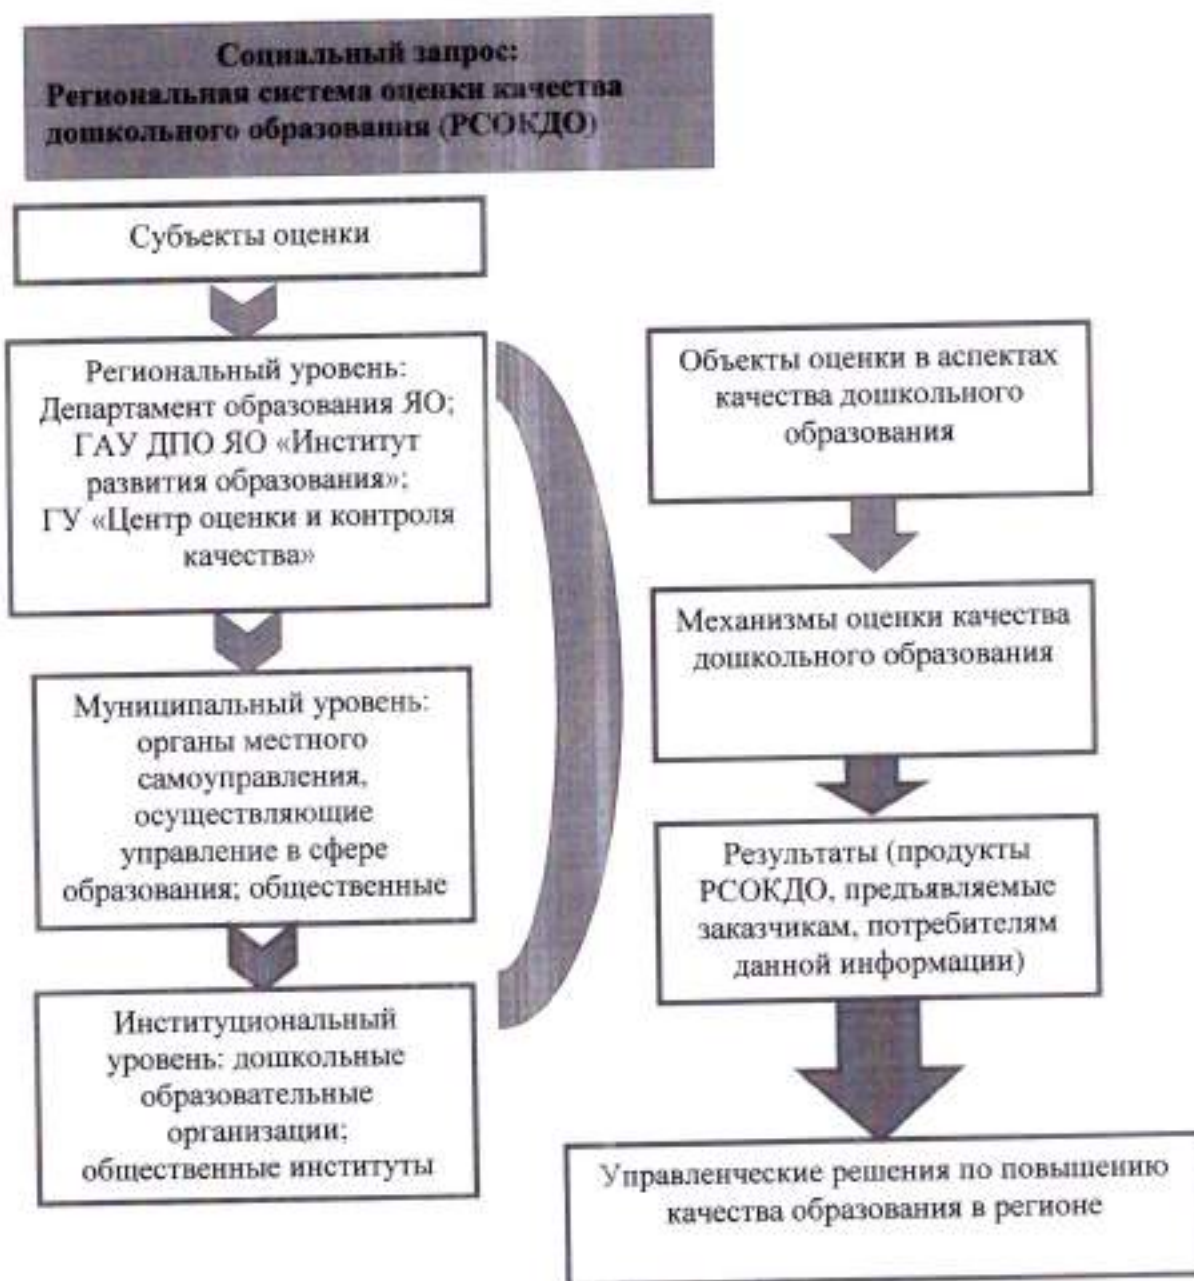 Социальный запрос:
Региональная система оценки качества
дошкольного образования (РСОКДО)
Субъекты оценки
Региональный уровень:
Департамент образования ЯО;
ГАУ ДПО ЯО «Институт
развития образования»;
ГУ «Центр оценки и контроля
качества»
Муниципальный уровень:
органы местного
самоуправления,
осуществляющие
управление в сфере
образования; общественные
Институциональный
уровень: дошкольные
образовательные
организации;
общественные институты
Объекты оценки в аспектах
качества дошкольного
образования
Механизмы оценки качества
дошкольного образования
Результаты (продукты
РСОКДО, предъявляемые
заказчикам, потребителям
данной информации)
Управленческие решения по повышению
качества образования в регионе